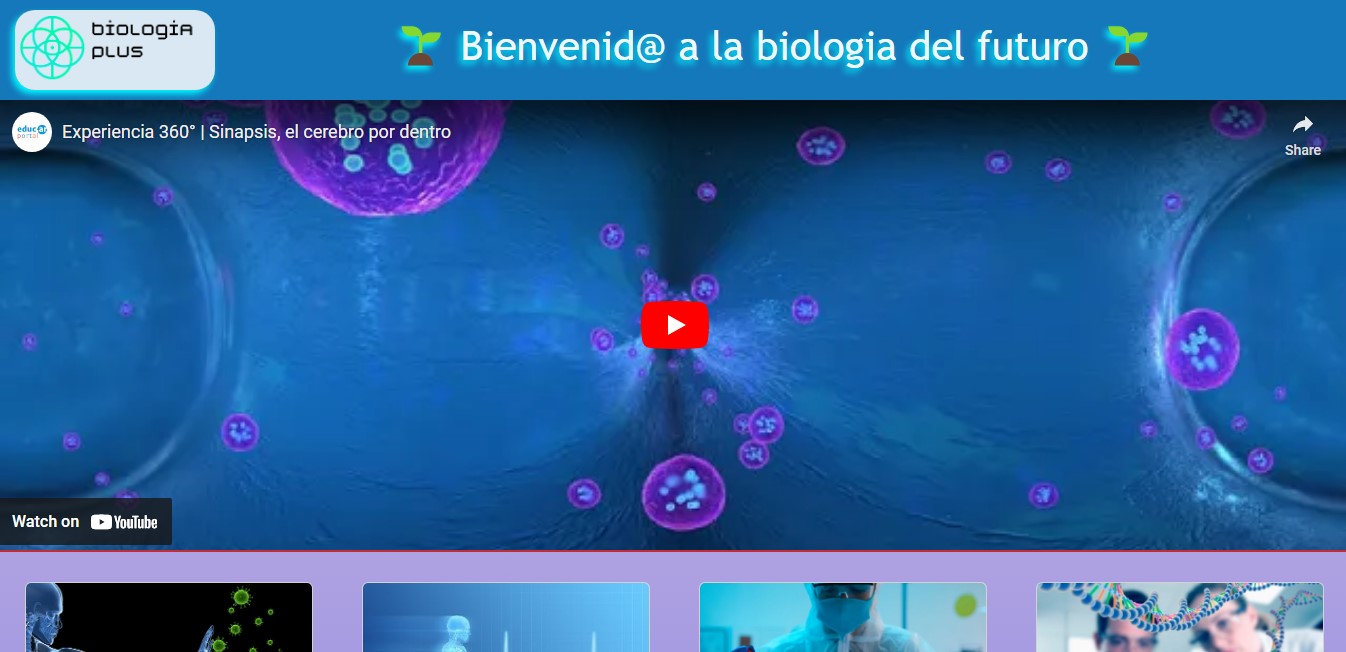 biologia
plus
🌱 Bienvenid@ a la biologia del futuro 🌱
educ ar
portal
Experiencia 360° | Sinapsis, el cerebro por dentro
Share
Watch on YouTube